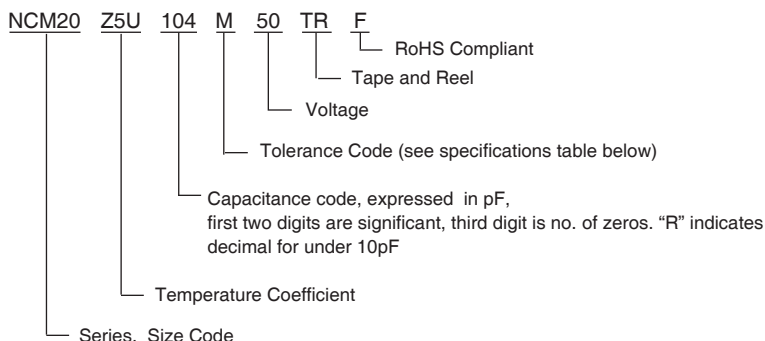 NCM20 Z5U 104 M 50 TR F
RoHS Compliant
Tape and Reel
Voltage
Tolerance Code (see specifications table below)
Capacitance code, expressed in pF,
first two digits are significant, third digit is no. of zeros. “R” indicates
decimal for under 10pF
Temperature Coefficient
Series, Size Code